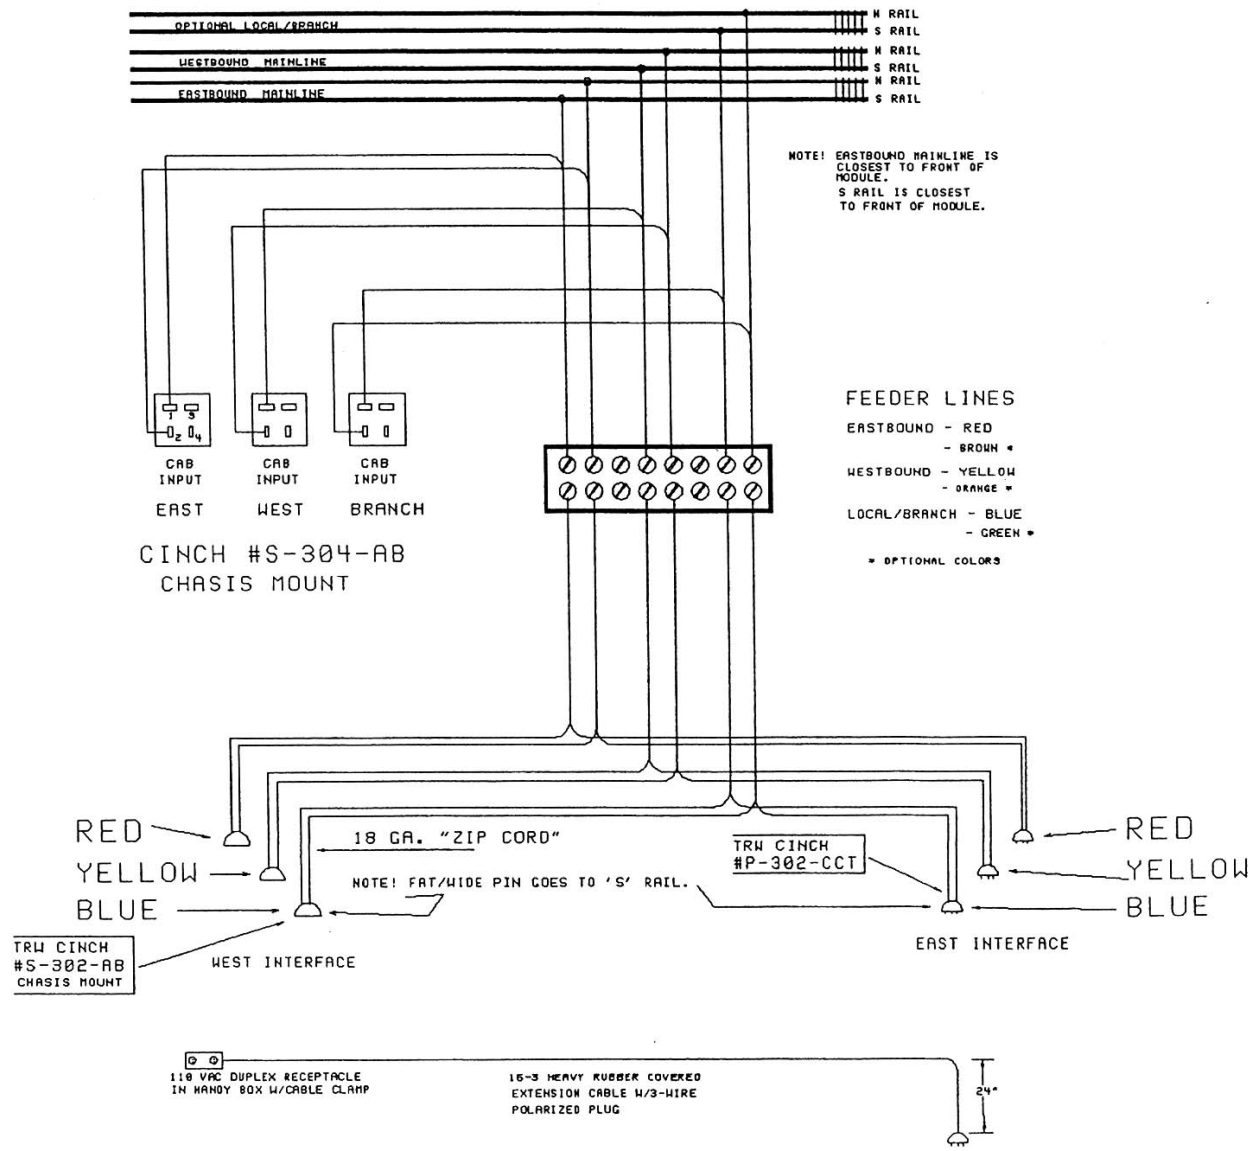 OPTIONAL LOCAL/BRANCH
N RAIL
S RAIL
WESTBOUND MAINLINE
N RAIL
S RAIL
EASTBOUND MAINLINE
N RAIL
S RAIL
NOTE! EASTBOUND MAINLINE IS
CLOSEST TO FRONT OF
MODULE.
S RAIL IS CLOSEST
TO FRONT OF MODULE.
1 3
2 4
CAB
INPUT
EAST
CAB
INPUT
WEST
CAB
INPUT
BRANCH
CINCH #S-304-AB
CHASIS MOUNT
FEEDER LINES
EASTBOUND - RED
- BROWN *
WESTBOUND - YELLOW
- ORANGE *
LOCAL/BRANCH - BLUE
- GREEN *
* OPTIONAL COLORS
RED
YELLOW
BLUE
18 GA. "ZIP CORD"
NOTE! FAT/WIDE PIN GOES TO 'S' RAIL.
TRW CINCH
#P-302-CCT
RED
YELLOW
BLUE
TRW CINCH
#S-302-AB
CHASIS MOUNT
WEST INTERFACE
EAST INTERFACE
110 VAC DUPLEX RECEPTACLE
IN HANDY BOX W/CABLE CLAMP
16-3 HEAVY RUBBER COVERED
EXTENSION CABLE W/3-WIRE
POLARIZED PLUG
24"